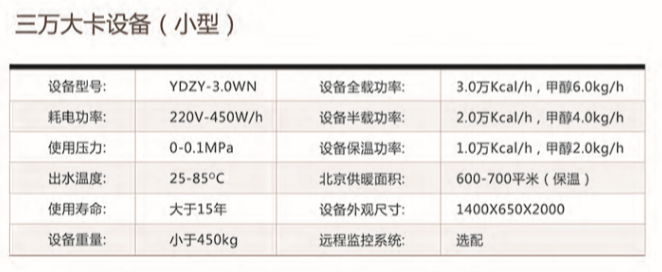 三万大卡设备（小型）
设备型号: YDZY-3.0WN 设备全载功率: 3.0万Kcal/h，甲醇6.0kg/h
耗电功率: 220V-450W/h 设备半载功率: 2.0万Kcal/h，甲醇4.0kg/h
使用压力: 0-0.1MPa 设备保温功率: 1.0万Kcal/h，甲醇2.0kg/h
出水温度: 25-85⁰C 北京供暖面积: 600-700平米（保温）
使用寿命: 大于15年 设备外观尺寸: 1400X650X2000
设备重量: 小于450kg 远程监控系统: 选配